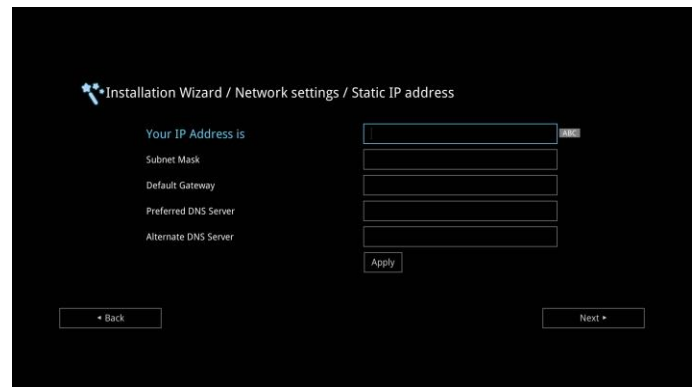 Installation Wizard / Network settings / Static IP address
Your IP Address is
ABC
Subnet Mask
Default Gateway
Preferred DNS Server
Alternate DNS Server
Apply
Back
Next